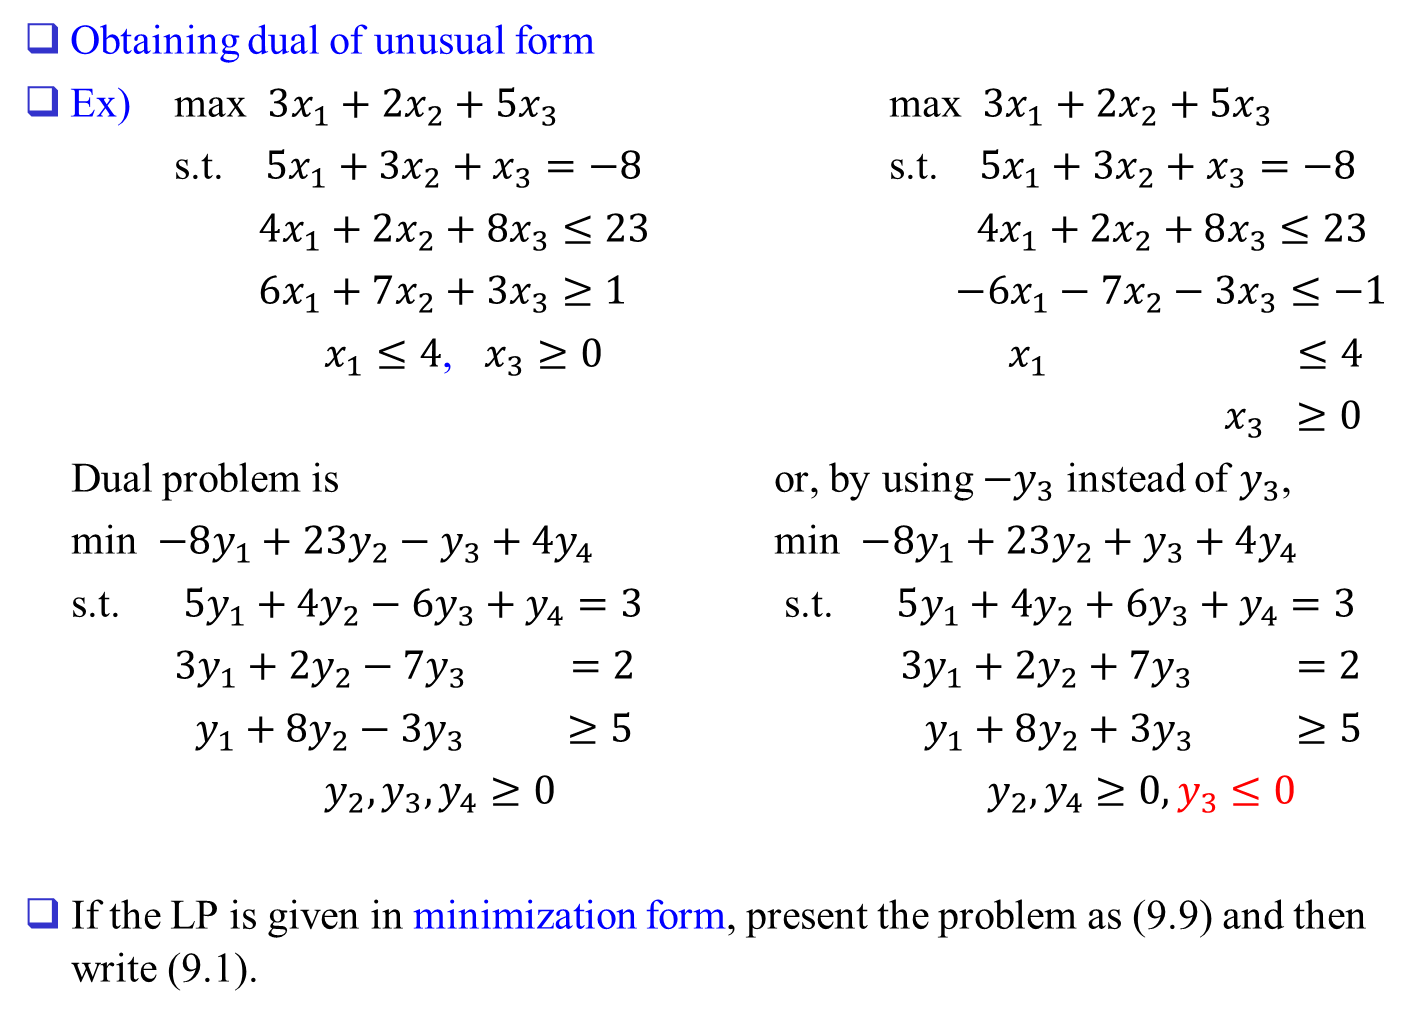 ❑ Obtaining dual of unusual form
❑ Ex) max 3x₁ + 2x₂ + 5x₃
s.t. 5x₁ + 3x₂ + x₃ = −8
4x₁ + 2x₂ + 8x₃ ≤ 23
6x₁ + 7x₂ + 3x₃ ≥ 1
x₁ ≤ 4, x₃ ≥ 0
max 3x₁ + 2x₂ + 5x₃
s.t. 5x₁ + 3x₂ + x₃ = −8
4x₁ + 2x₂ + 8x₃ ≤ 23
−6x₁ − 7x₂ − 3x₃ ≤ −1
x₁ ≤ 4
x₃ ≥ 0
Dual problem is
min −8y₁ + 23y₂ − y₃ + 4y₄
s.t. 5y₁ + 4y₂ − 6y₃ + y₄ = 3
3y₁ + 2y₂ − 7y₃ = 2
y₁ + 8y₂ − 3y₃ ≥ 5
y₂, y₃, y₄ ≥ 0
or, by using −y₃ instead of y₃,
min −8y₁ + 23y₂ + y₃ + 4y₄
s.t. 5y₁ + 4y₂ + 6y₃ + y₄ = 3
3y₁ + 2y₂ + 7y₃ = 2
y₁ + 8y₂ + 3y₃ ≥ 5
y₂, y₄ ≥ 0, y₃ ≤ 0
❑ If the LP is given in minimization form, present the problem as (9.9) and then
write (9.1).